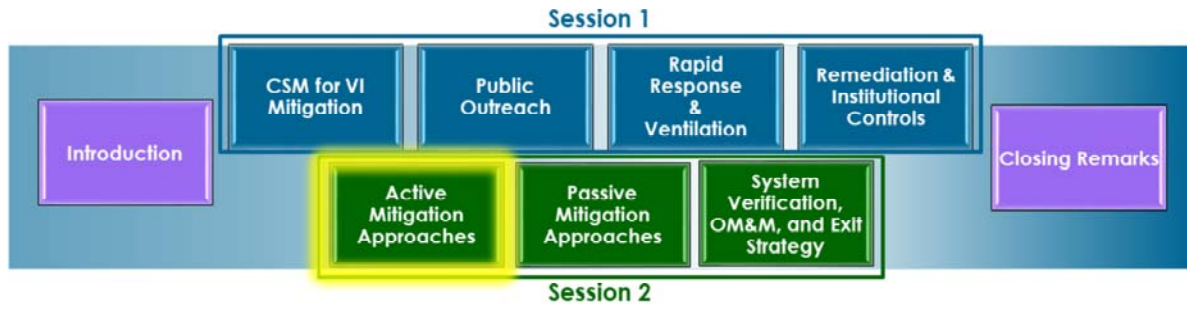 Session 1
CSM for VI
Mitigation
Public
Outreach
Rapid
Response
&
Ventilation
Remediation &
Institutional
Controls
Introduction
Closing Remarks
Active
Mitigation
Approaches
Passive
Mitigation
Approaches
System
Verification,
OM&M, and Exit
Strategy
Session 2